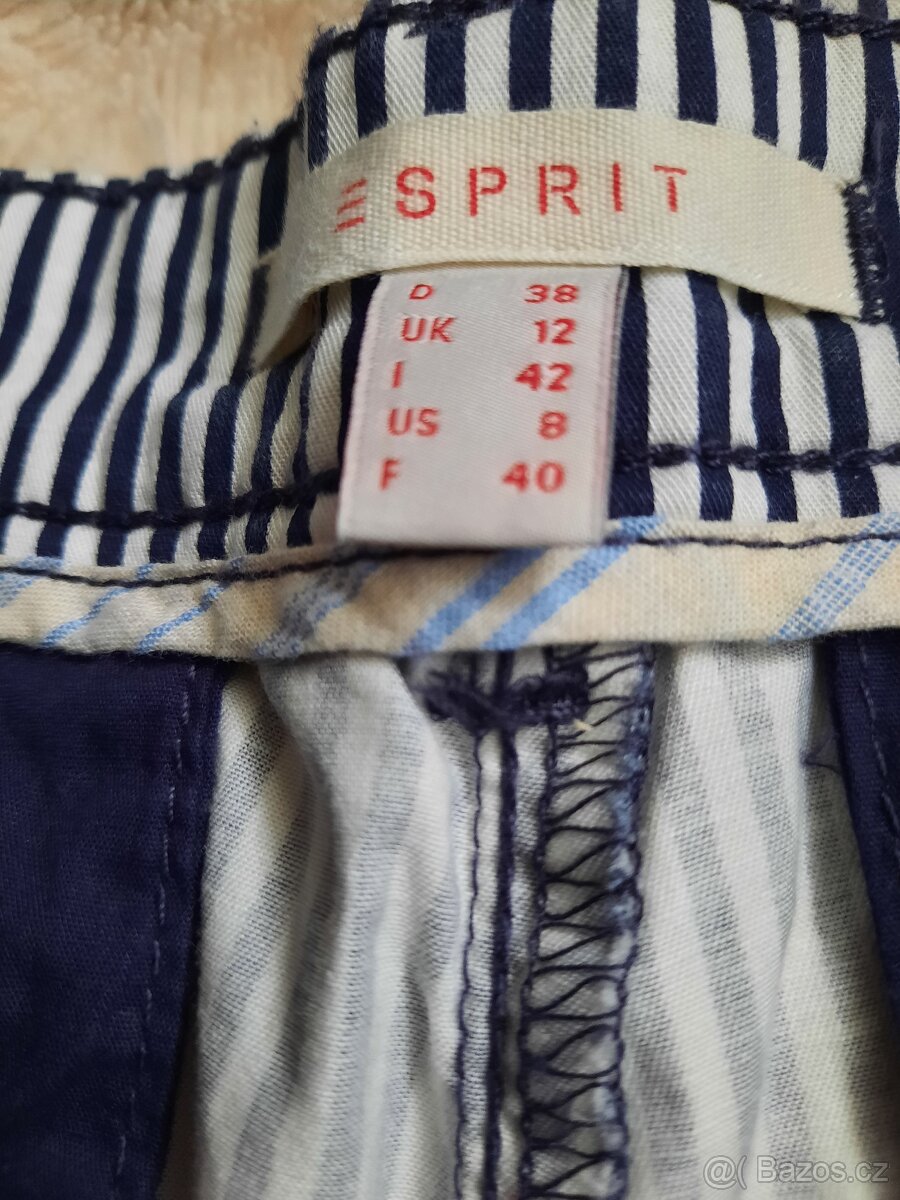 ESPRIT
D 38
UK 12
I 42
US 8
F 40
@( Bazos.cz